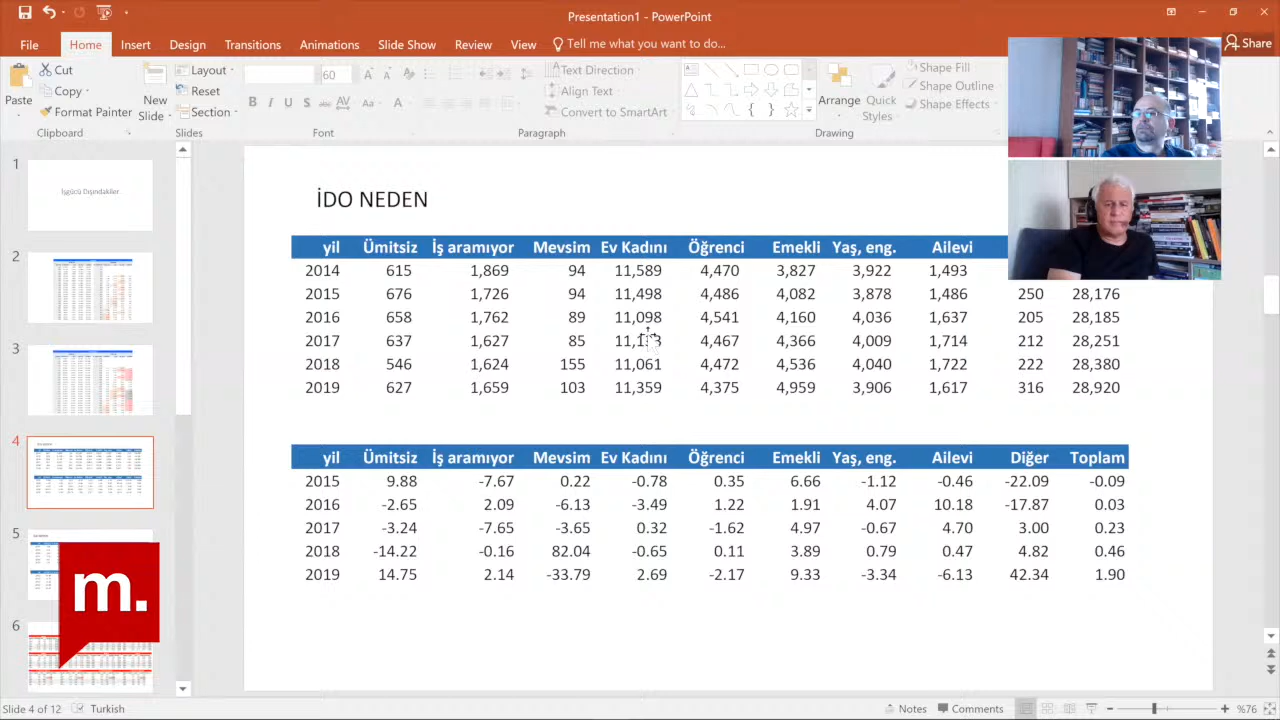 Presentation1 - PowerPoint
File Home Insert Design Transitions Animations Slide Show Review View Tell me what you want to do... Share
Paste Cut Copy Format Painter
New Slide Layout Reset Section
60
B I U S abc AV Aa A
Text Direction
Align Text
Convert to SmartArt
Arrange Quick Styles
Shape Fill
Shape Outline
Shape Effects
Clipboard Slides Font Paragraph Drawing
1
İşgücü Dışındakiler
2
4
5
6
m.
İDO NEDEN
yil Ümitsiz İş aramıyor Mevsim Ev Kadını Öğrenci Emekli Yaş, eng. Ailevi
2014 615 1,869 94 11,589 4,470 3,827 3,922 1,493
2015 676 1,726 94 11,498 4,486 4,082 3,878 1,486 250 28,176
2016 658 1,762 89 11,098 4,541 4,160 4,036 1,637 205 28,185
2017 637 1,627 85 4,467 4,366 4,009 1,714 212 28,251
2018 546 1,624 155 11,061 4,472 4,536 4,040 1,722 222 28,380
2019 627 1,659 103 11,359 4,375 4,959 3,906 1,617 316 28,920
yil Ümitsiz İş aramıyor Mevsim Ev Kadını Öğrenci Emekli Yaş, eng. Ailevi Diğer Toplam
2015 9.88 -7.67 0.22 -0.78 0.35 6.66 -1.12 -0.46 -22.09 -0.09
2016 -2.65 2.09 -6.13 -3.49 1.22 1.91 4.07 10.18 -17.87 0.03
2017 -3.24 -7.65 -3.65 0.32 -1.62 4.97 -0.67 4.70 3.00 0.23
2018 -14.22 -0.16 82.04 -0.65 0.11 3.89 0.79 0.47 4.82 0.46
2019 14.75 2.14 -33.79 2.69 -2.17 9.33 -3.34 -6.13 42.34 1.90
Slide 4 of 12 Turkish Notes Comments %76